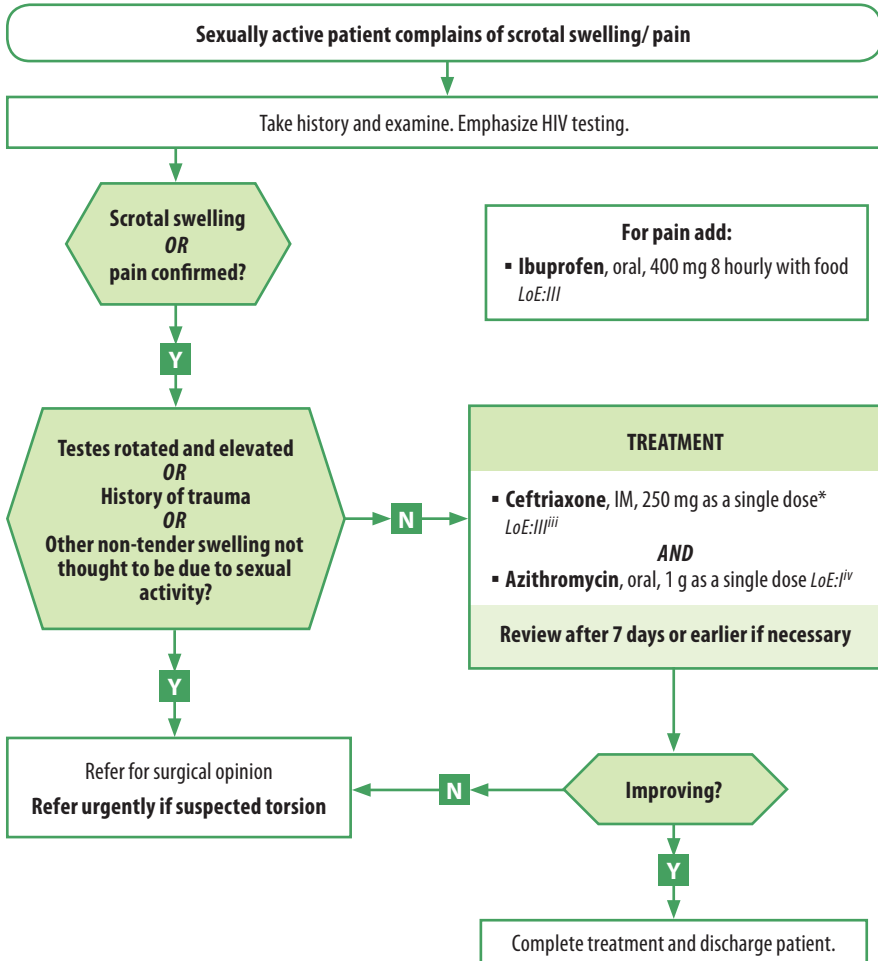 Sexually active patient complains of scrotal swelling/ pain
Take history and examine. Emphasize HIV testing.
Scrotal swelling
OR
pain confirmed?
For pain add:
▪ Ibuprofen, oral, 400 mg 8 hourly with food
LoE:III
Y
Testes rotated and elevated
OR
History of trauma
OR
Other non-tender swelling not
thought to be due to sexual
activity?
N
TREATMENT
▪ Ceftriaxone, IM, 250 mg as a single dose*
LoE:IIIⁱⁱⁱ
AND
▪ Azithromycin, oral, 1 g as a single dose LoE:Iⁱᵛ
Review after 7 days or earlier if necessary
Y
Refer for surgical opinion
Refer urgently if suspected torsion
N
Improving?
Y
Complete treatment and discharge patient.